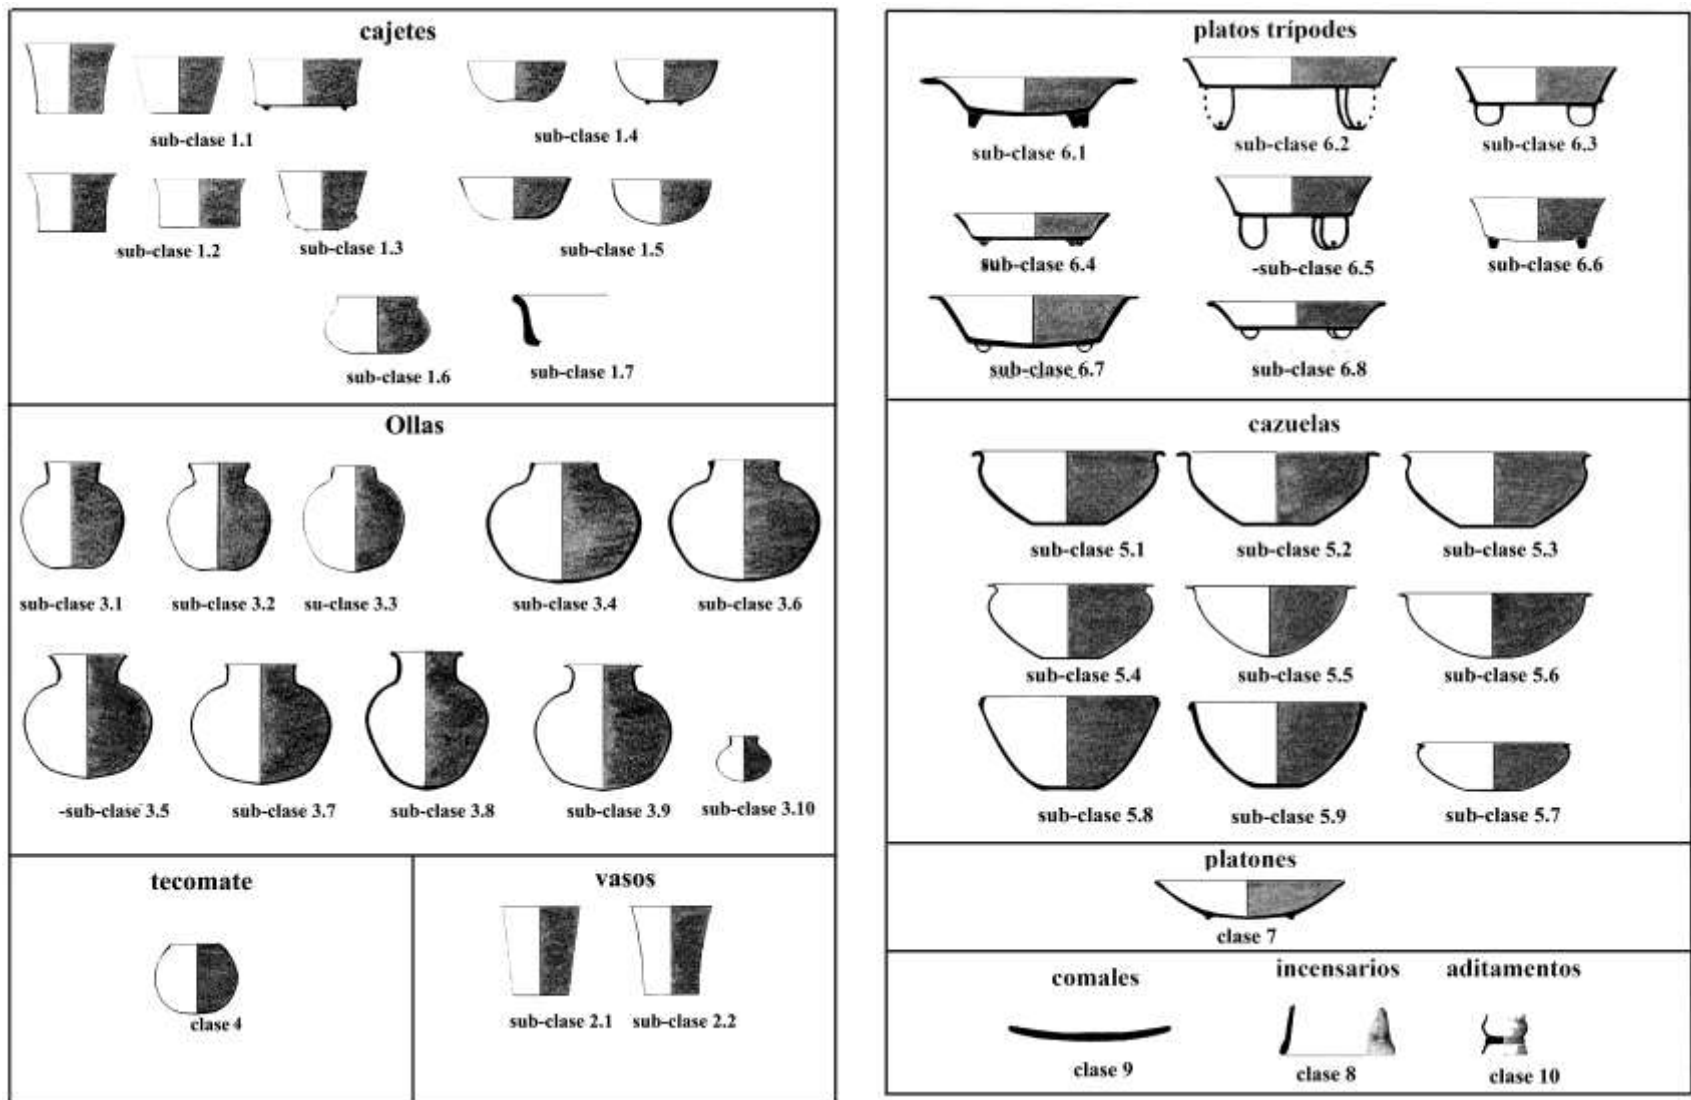 cajetes
sub-clase 1.1
sub-clase 1.4
sub-clase 1.2
sub-clase 1.3
sub-clase 1.5
sub-clase 1.6
sub-clase 1.7
Ollas
sub-clase 3.1
sub-clase 3.2
su-clase 3.3
sub-clase 3.4
sub-clase 3.6
-sub-clase 3.5
sub-clase 3.7
sub-clase 3.8
sub-clase 3.9
sub-clase 3.10
tecomate
clase 4
vasos
sub-clase 2.1
sub-clase 2.2
platos trípodes
sub-clase 6.1
sub-clase 6.2
sub-clase 6.3
sub-clase 6.4
-sub-clase 6.5
sub-clase 6.6
sub-clase 6.7
sub-clase 6.8
cazuelas
sub-clase 5.1
sub-clase 5.2
sub-clase 5.3
sub-clase 5.4
sub-clase 5.5
sub-clase 5.6
sub-clase 5.8
sub-clase 5.9
sub-clase 5.7
platones
clase 7
comales
clase 9
incensarios
clase 8
aditamentos
clase 10